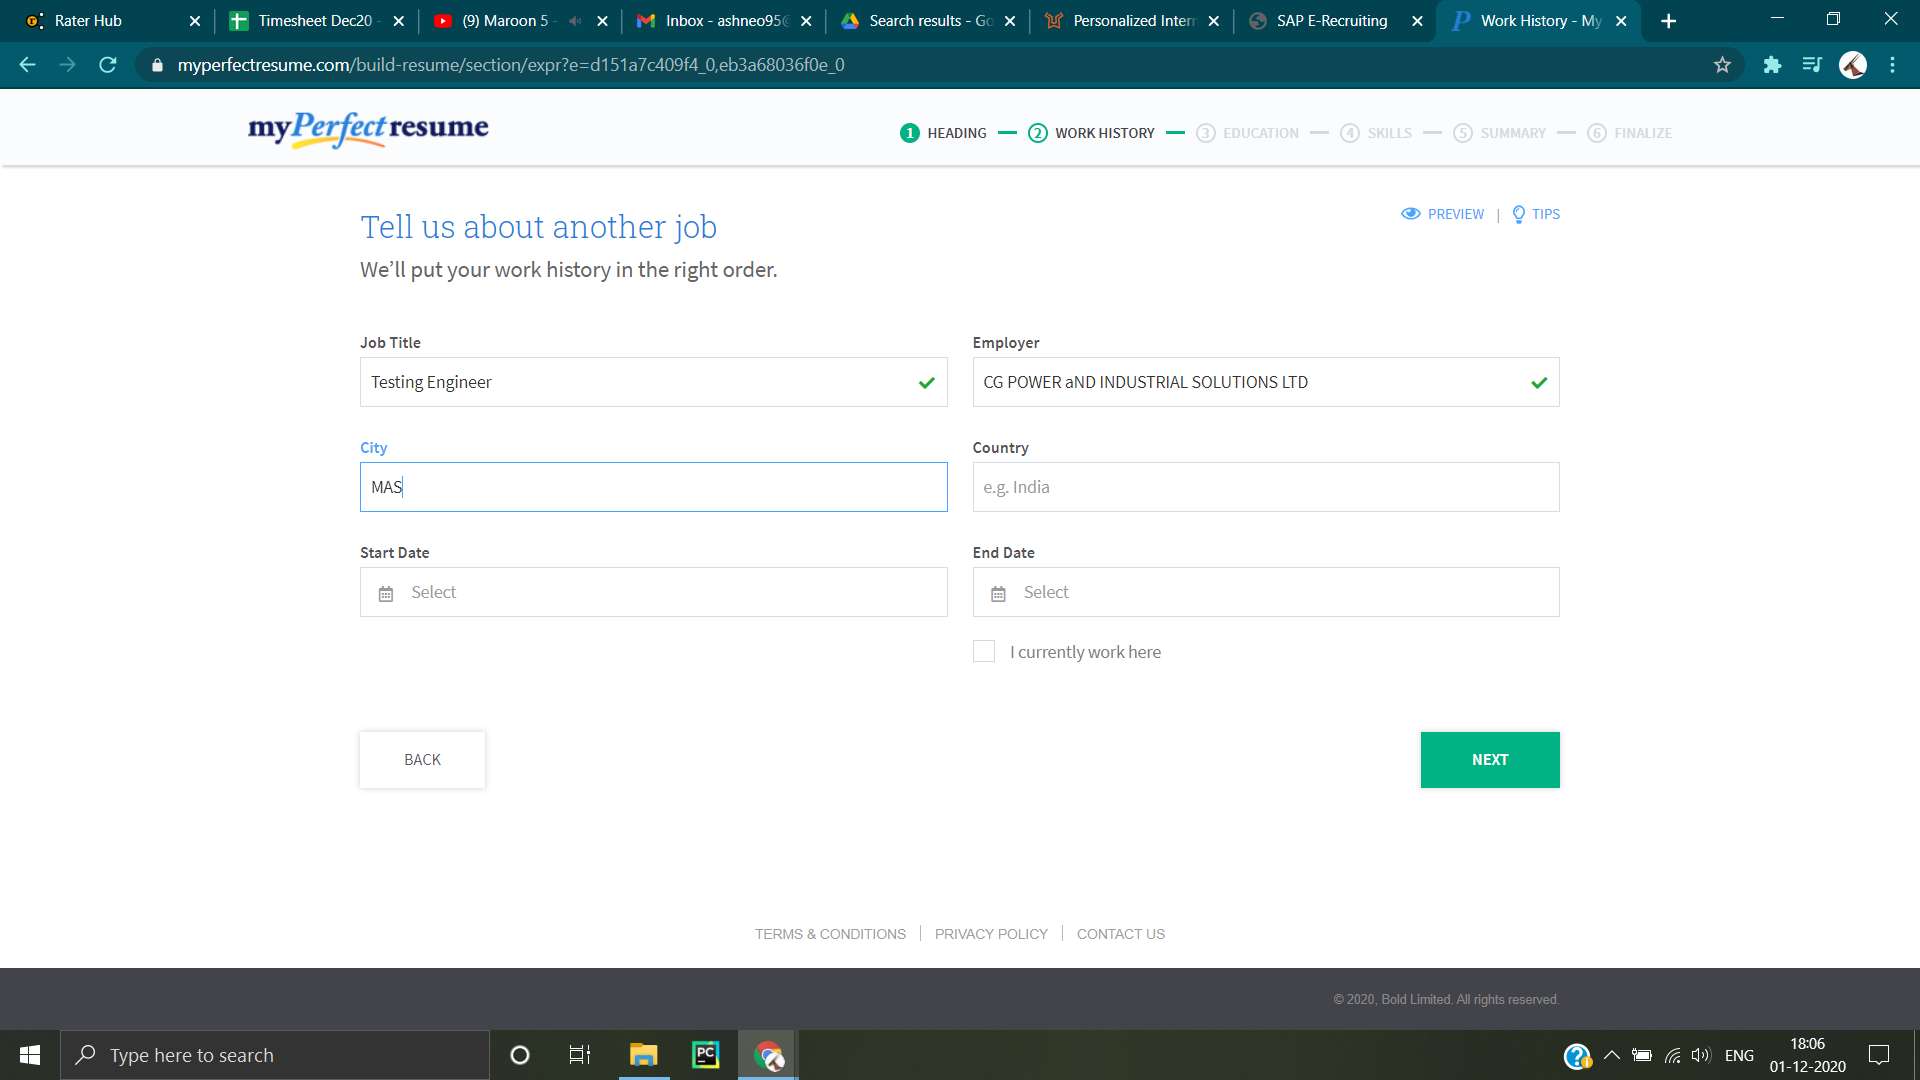 Rater Hub
Timesheet Dec20 -
(9) Maroon 5 -
Inbox - ashneo95@
Search results - Go
Personalized Intern
SAP E-Recruiting
Work History - My
myperfectresume.com/build-resume/section/expr?e=d151a7c409f4_0,eb3a68036f0e_0
myPerfectresume
1 HEADING
2 WORK HISTORY
3 EDUCATION
4 SKILLS
5 SUMMARY
6 FINALIZE
PREVIEW | TIPS
Tell us about another job
We’ll put your work history in the right order.
Job Title
Employer
Testing Engineer
CG POWER aND INDUSTRIAL SOLUTIONS LTD
City
Country
MAS
e.g. India
Start Date
End Date
Select
Select
I currently work here
BACK
NEXT
TERMS & CONDITIONS
PRIVACY POLICY
CONTACT US
© 2020, Bold Limited. All rights reserved.
Type here to search
PC
ENG
18:06
01-12-2020